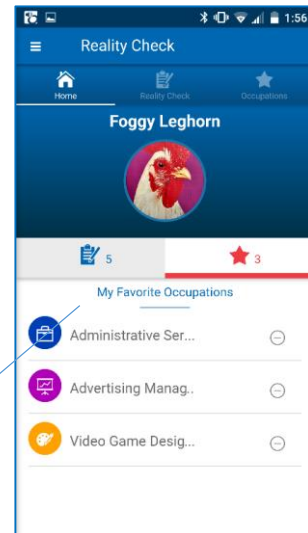 1:56
Reality Check
Home Reality Check Occupations
Foggy Leghorn
5 3
My Favorite Occupations
Administrative Ser...
Advertising Manag..
Video Game Desig...